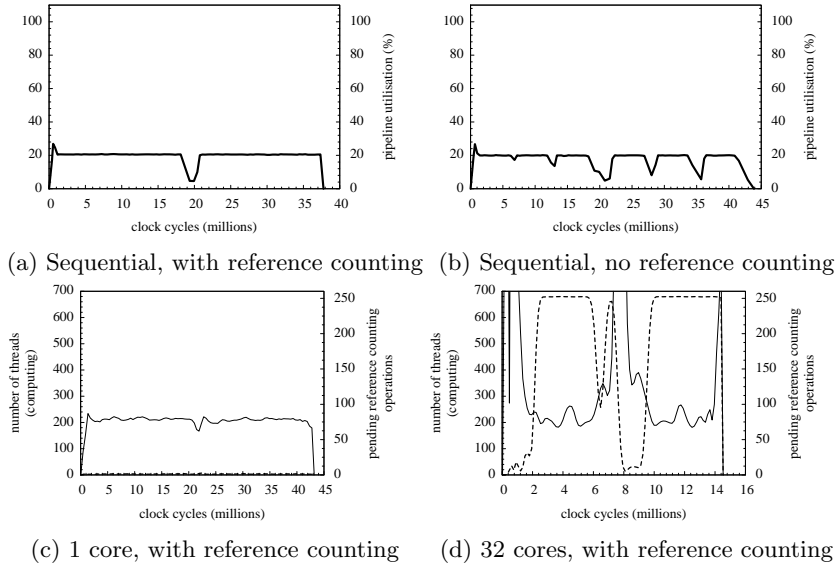 100
80
60
40
20
0
0 5 10 15 20 25 30 35 40
clock cycles (millions)
100
80
60
40
20
0
pipeline utilisation (%)
100
80
60
40
20
0
0 5 10 15 20 25 30 35 40 45
clock cycles (millions)
100
80
60
40
20
0
pipeline utilisation (%)
(a) Sequential, with reference counting
(b) Sequential, no reference counting
number of threads
(computing)
700
600
500
400
300
200
100
0
0 5 10 15 20 25 30 35 40 45
clock cycles (millions)
250
200
150
100
50
0
pending reference counting
operations
number of threads
(computing)
700
600
500
400
300
200
100
0
0 2 4 6 8 10 12 14 16
clock cycles (millions)
250
200
150
100
50
0
pending reference counting
operations
(c) 1 core, with reference counting
(d) 32 cores, with reference counting